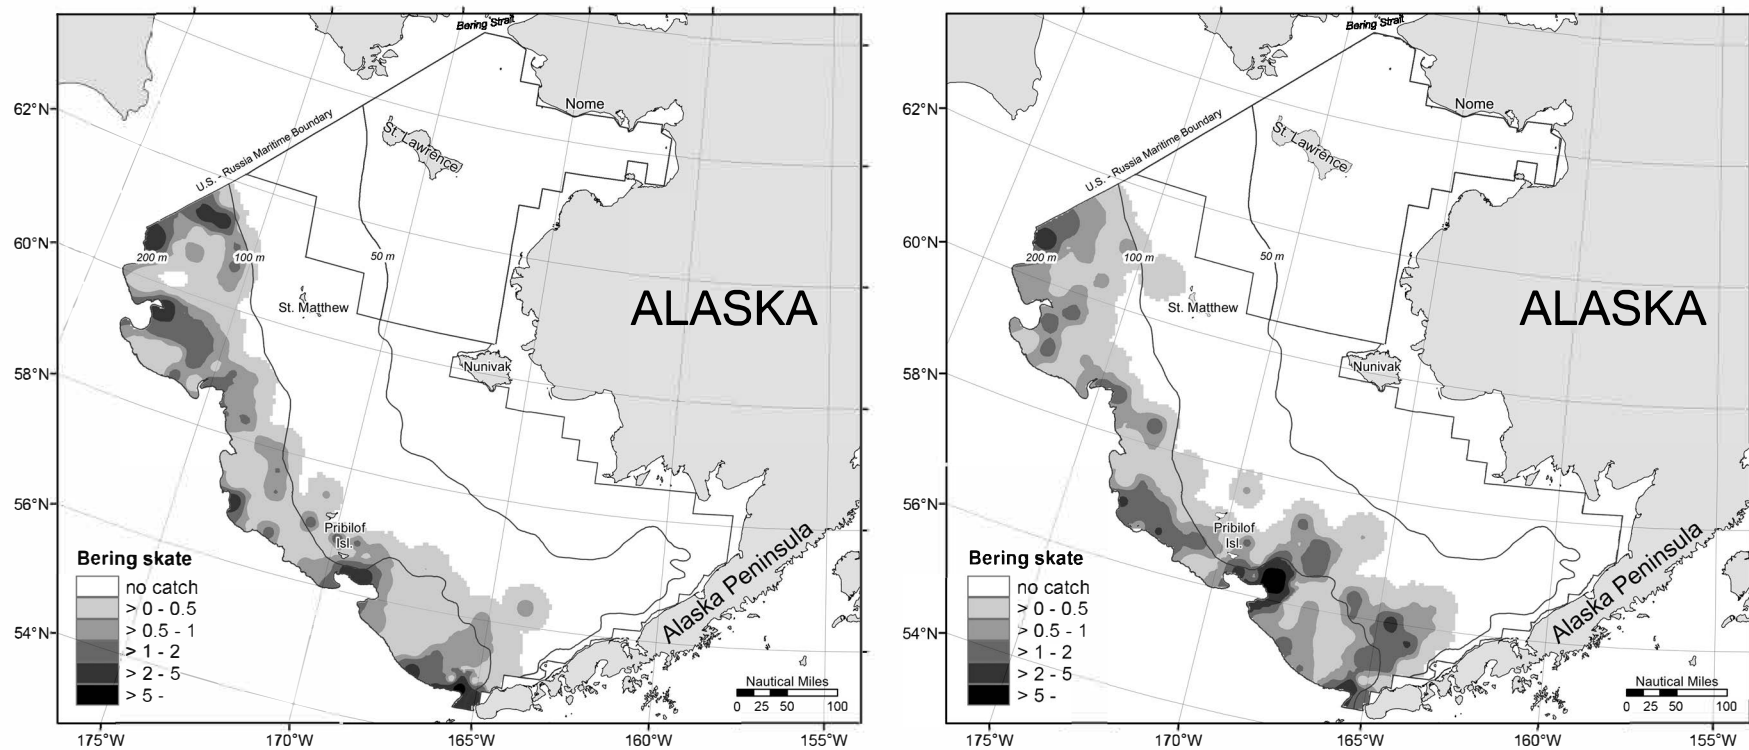 Bering Strait
62°N
Nome
St. Lawrence
U.S. - Russia Maritime Boundary
60°N
200 m
100 m
50 m
St. Matthew
ALASKA
58°N
Nunivak
56°N
Pribilof
Isl.
Alaska Peninsula
Bering skate
no catch
> 0 - 0.5
> 0.5 - 1
> 1 - 2
> 2 - 5
> 5 -
54°N
Nautical Miles
0 25 50 100
175°W
170°W
165°W
160°W
155°W
Bering Strait
62°N
Nome
St. Lawrence
U.S. - Russia Maritime Boundary
60°N
200 m
100 m
50 m
St. Matthew
ALASKA
58°N
Nunivak
56°N
Pribilof
Isl.
Alaska Peninsula
Bering skate
no catch
> 0 - 0.5
> 0.5 - 1
> 1 - 2
> 2 - 5
> 5 -
54°N
Nautical Miles
0 25 50 100
175°W
170°W
165°W
160°W
155°W